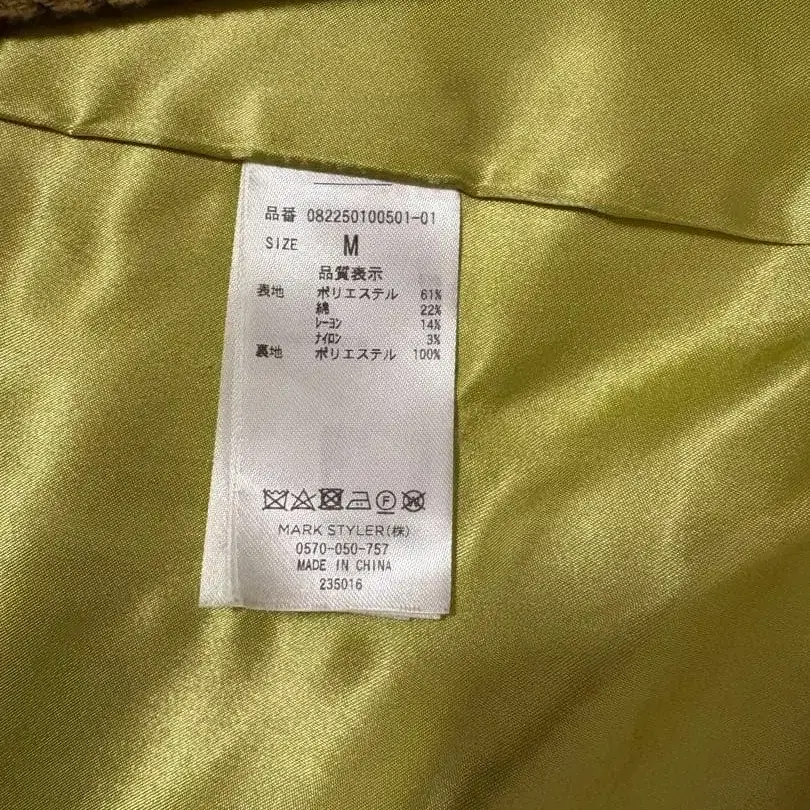 品番 082250100501-01
SIZE M
品質表示
表地 ポリエステル 61%
綿 22%
レーヨン 14%
ナイロン 3%
裏地 ポリエステル 100%
F W
MARK STYLER(株)
0570-050-757
MADE IN CHINA
235016